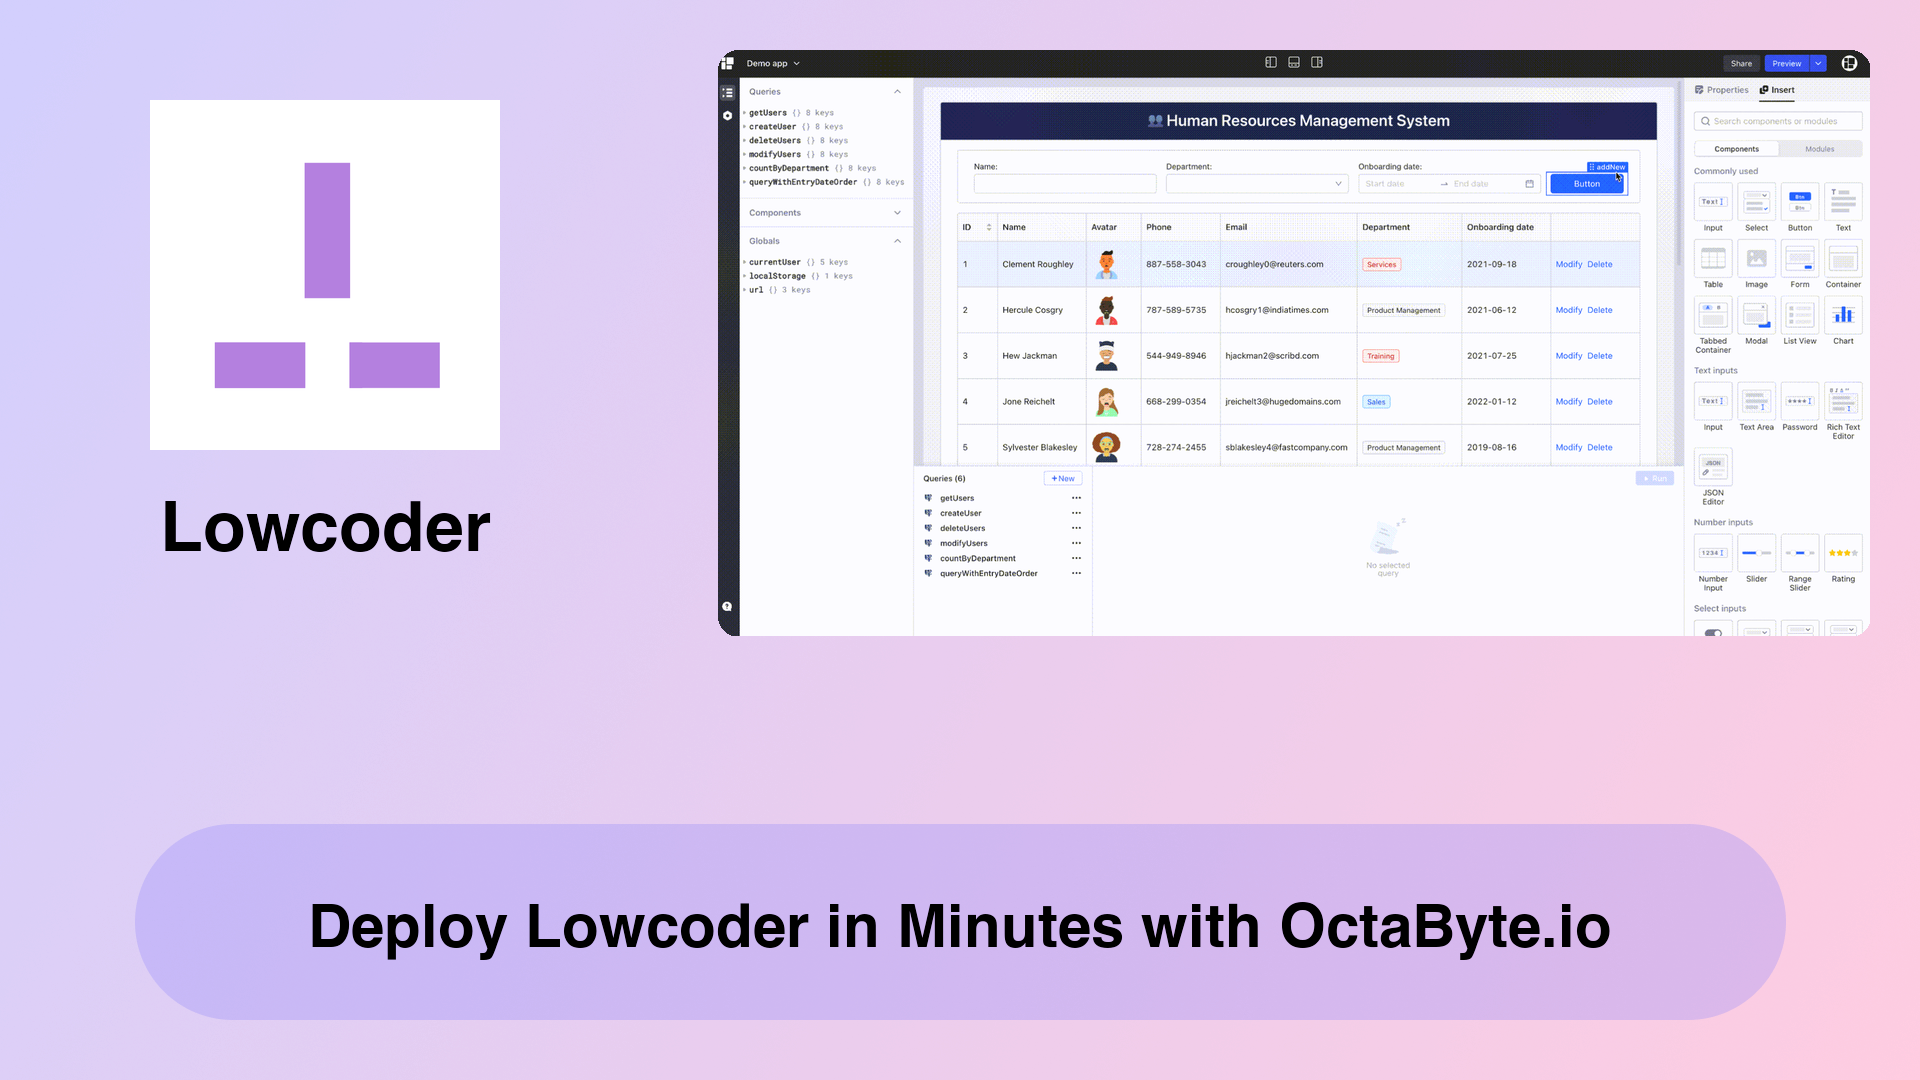 Lowcoder
Demo app
Share
Preview
Queries
getUsers {} 8 keys
createUser {} 8 keys
deleteUsers {} 8 keys
modifyUsers {} 8 keys
countByDepartment {} 8 keys
queryWithEntryDateOrder {} 8 keys
Components
Globals
currentUser {} 5 keys
localStorage {} 1 keys
url {} 3 keys
Human Resources Management System
Name:
Department:
Onboarding date:
Start date → End date
addNew
Button
ID Name Avatar Phone Email Department Onboarding date
1 Clement Roughley 887-558-3043 croughley0@reuters.com Services 2021-09-18 Modify Delete
2 Hercule Cosgry 787-589-5735 hcosgry1@indiatimes.com Product Management 2021-06-12 Modify Delete
3 Hew Jackman 544-949-8946 hjackman2@scribd.com Training 2021-07-25 Modify Delete
4 Jone Reichelt 668-299-0354 jreichelt3@hugedomains.com Sales 2022-01-12 Modify Delete
5 Sylvester Blakesley 728-274-2455 sblakesley4@fastcompany.com Product Management 2019-08-16 Modify Delete
Queries (6)
+ New
getUsers
createUser
deleteUsers
modifyUsers
countByDepartment
queryWithEntryDateOrder
Run
No selected
query
Properties
Insert
Search components or modules
Components
Modules
Commonly used
Text
Btn
Btn
T
Input Select Button Text
Table Image Form Container
A B
Tabbed
Container
Modal
List View
Chart
Text inputs
Text
Input
Text Area
Password
Rich Text
Editor
JSON
JSON
Editor
Number inputs
1234
Number
Input
Slider
Range
Slider
Rating
Select inputs
Deploy Lowcoder in Minutes with OctaByte.io